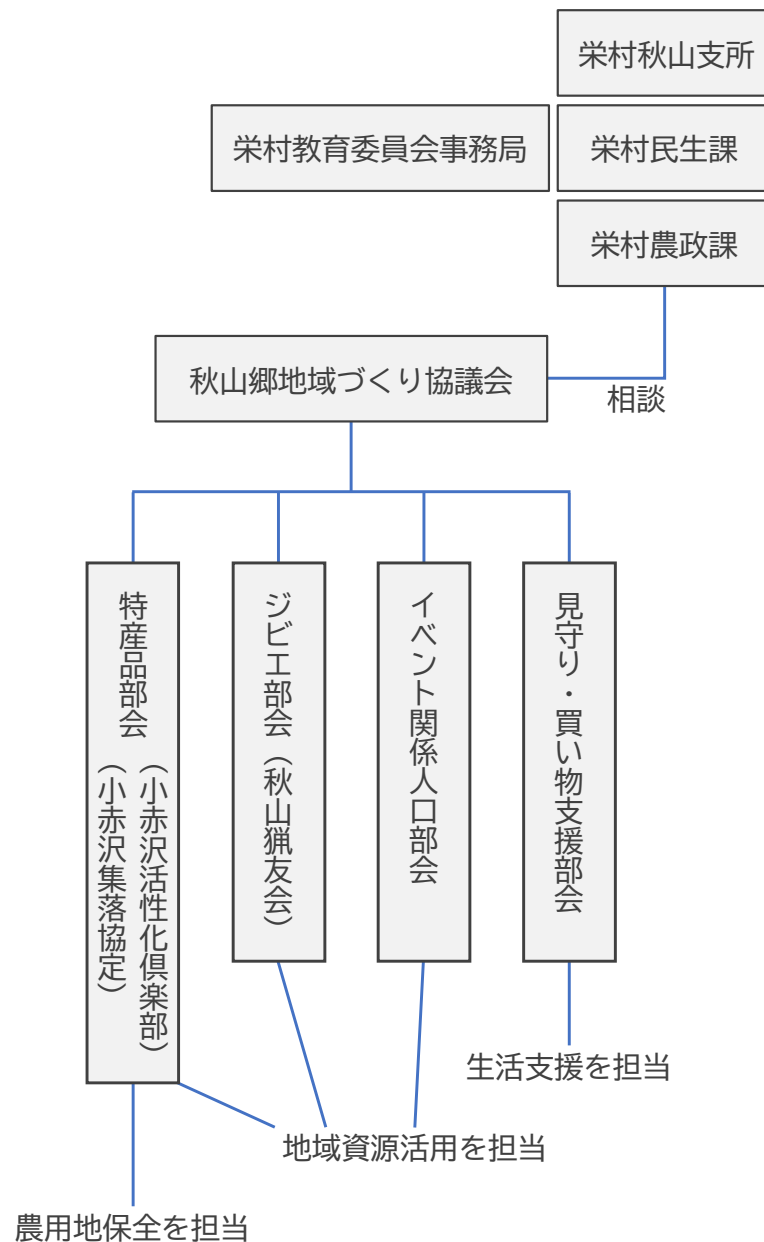 栄村秋山支所
栄村教育委員会事務局
栄村民生課
栄村農政課
秋山郷地域づくり協議会
相談
特産品部会
（小赤沢活性化倶楽部）
（小赤沢集落協定）
ジビエ部会（秋山猟友会）
イベント関係人口部会
見守り・買い物支援部会
生活支援を担当
地域資源活用を担当
農用地保全を担当